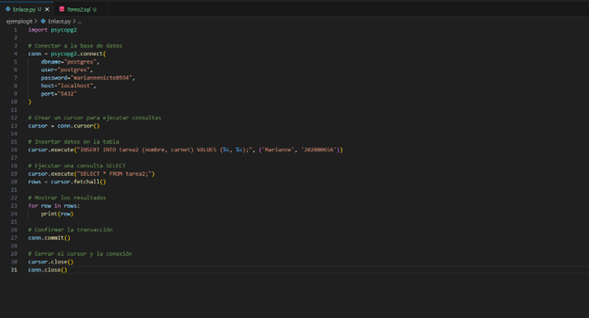 Enlace.py U
Tarea2.sql U
ejemplogit > Enlace.py > ...
1 import psycopg2
2
3 # Conectar a la base de datos
4 conn = psycopg2.connect(
5 dbname="postgres",
6 user="postgres",
7 password="mariannenicte8934",
8 host="localhost",
9 port="5432"
10 )
11
12 # Crear un cursor para ejecutar consultas
13 cursor = conn.cursor()
14
15 # Insertar datos en la tabla
16 cursor.execute("INSERT INTO tarea2 (nombre, carnet) VALUES (%s, %s);", ('Marianne', '202000656'))
17
18 # Ejecutar una consulta SELECT
19 cursor.execute("SELECT * FROM tarea2;")
20 rows = cursor.fetchall()
21
22 # Mostrar los resultados
23 for row in rows:
24 print(row)
25
26 # Confirmar la transacción
27 conn.commit()
28
29 # Cerrar el cursor y la conexión
30 cursor.close()
31 conn.close()